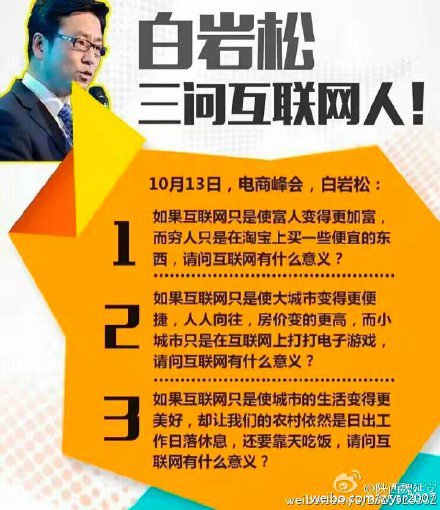 白岩松
三问互联网人！
10月13日，电商峰会，白岩松：
1
如果互联网只是使富人变得更加富，
而穷人只是在淘宝上买一些便宜的东
西，请问互联网有什么意义？
2
如果互联网只是使大城市变得更便
捷，人人向往，房价变的更高，而小
城市只是在互联网上打打电子游戏，
请问互联网有什么意义？
3
如果互联网只是使城市的生活变得更
美好，却让我们的农村依然是日出工
作日落休息，还要靠天吃饭，请问互
联网有什么意义？
@陕西魏延安